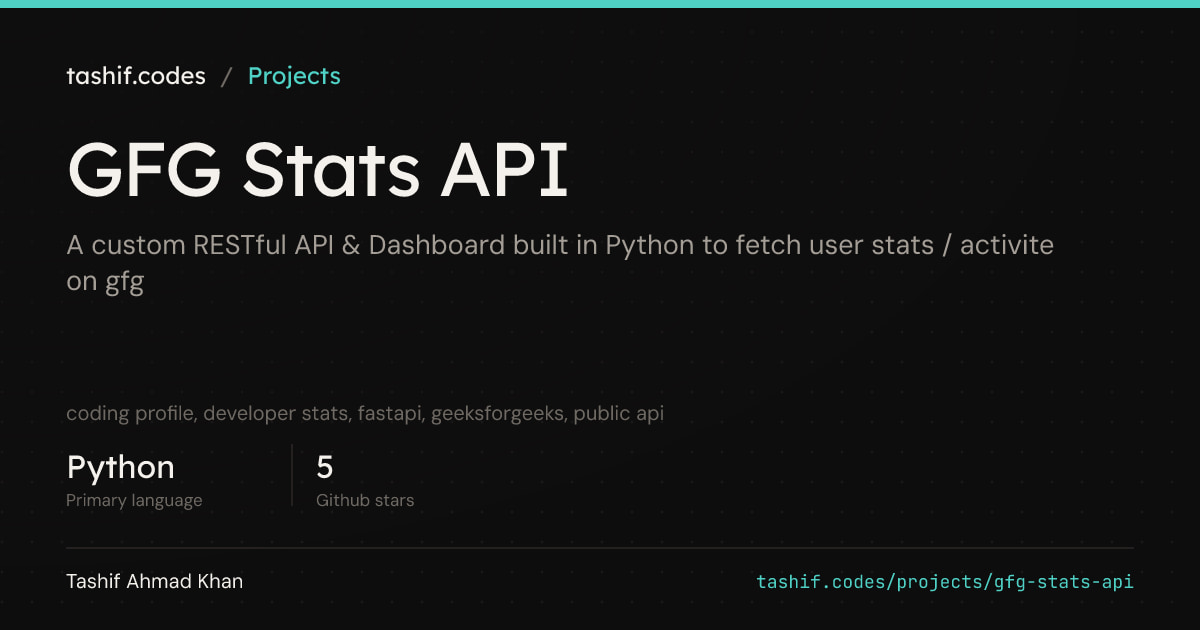 tashif.codes / Projects
GFG Stats API
A custom RESTful API & Dashboard built in Python to fetch user stats / activite
on gfg
coding profile, developer stats, fastapi, geeksforgeeks, public api
Python
Primary language
5
Github stars
Tashif Ahmad Khan
tashif.codes/projects/gfg-stats-api